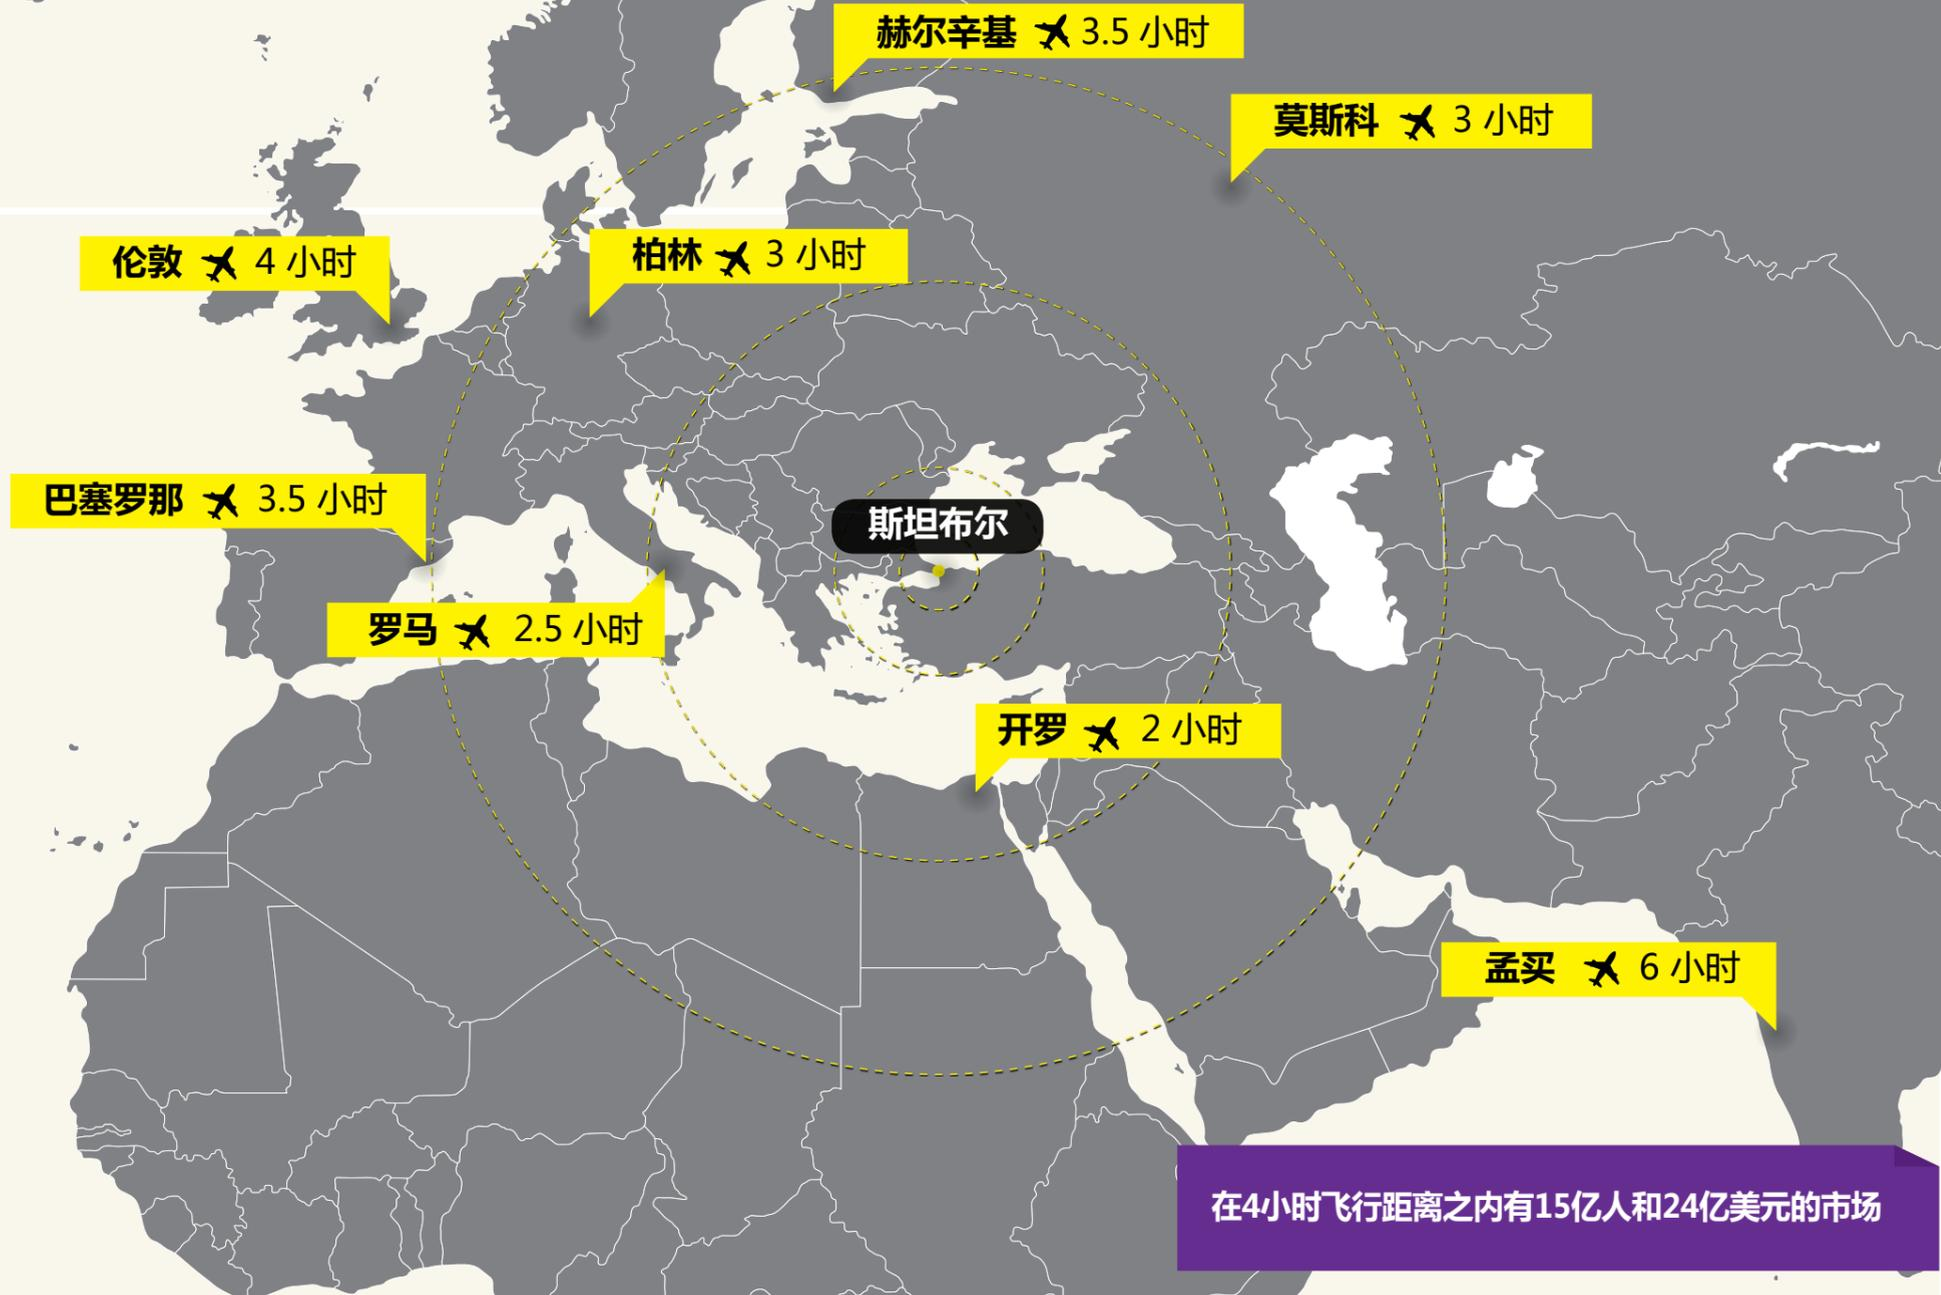 赫尔辛基 3.5 小时
莫斯科 3 小时
伦敦 4 小时
柏林 3 小时
巴塞罗那 3.5 小时
斯坦布尔
罗马 2.5 小时
开罗 2 小时
孟买 6 小时
在4小时飞行距离之内有15亿人和24亿美元的市场